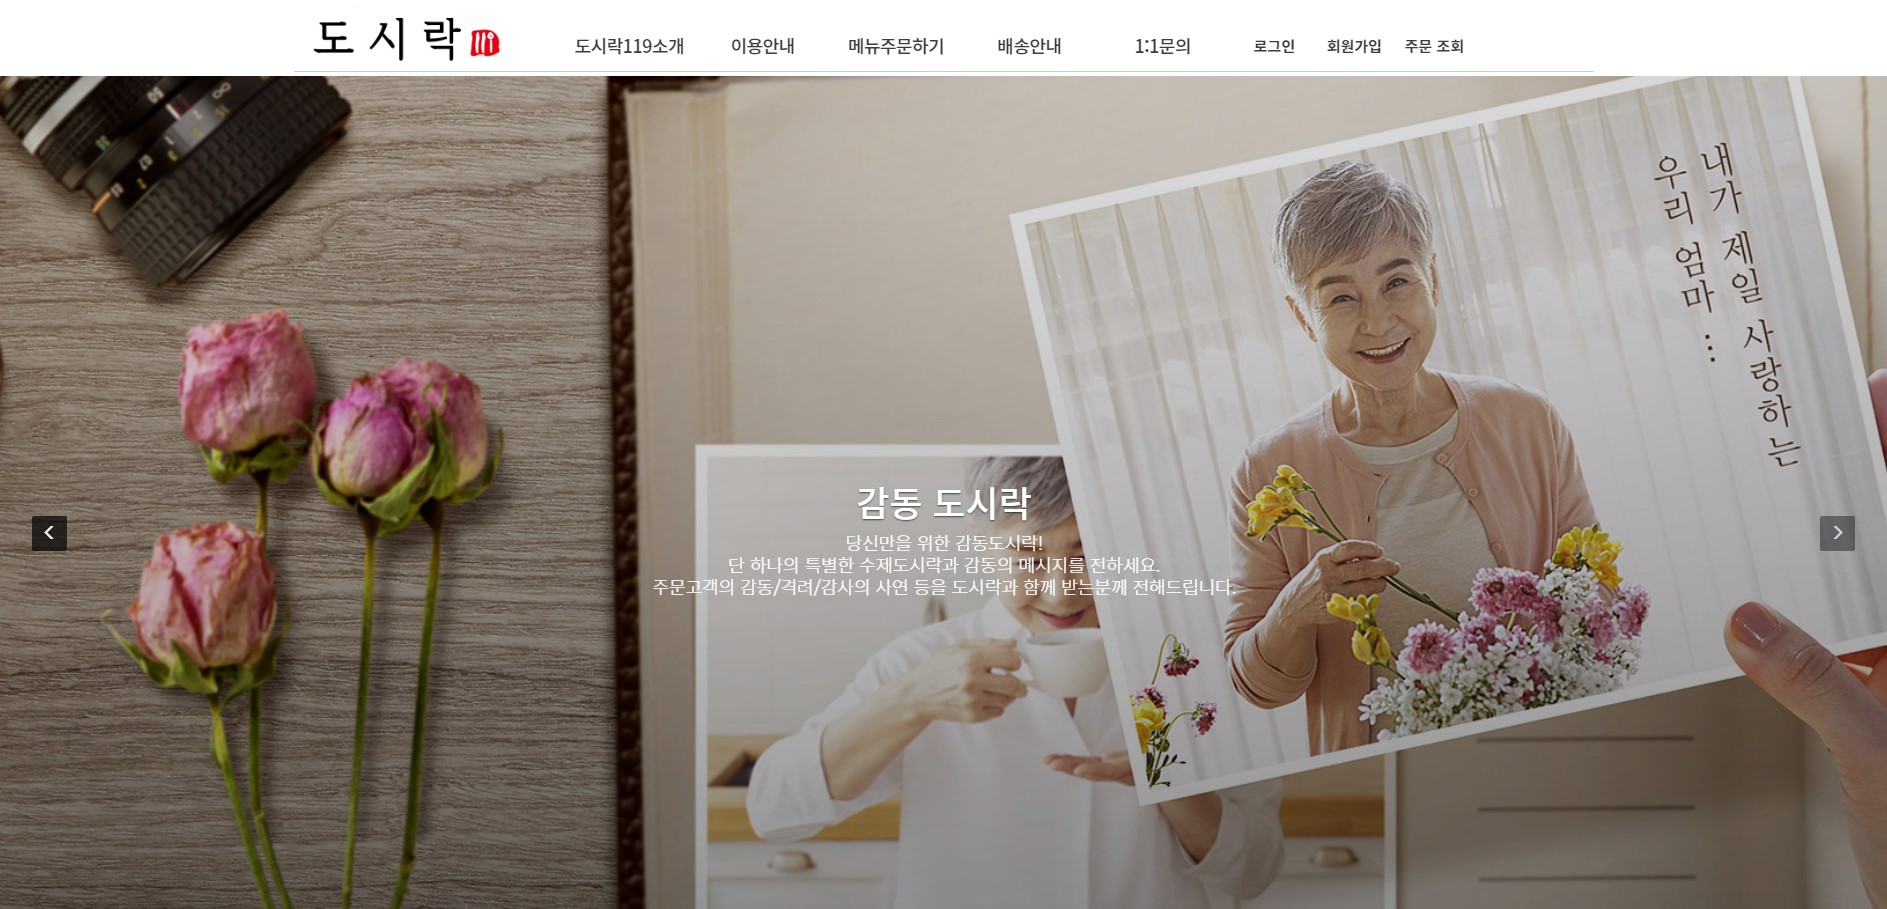 도시락
도시락119소개 이용안내 메뉴주문하기 배송안내 1:1문의 로그인 회원가입 주문 조회
내가 제일 사랑하는
우리 엄마 ...
감동 도시락
당신만을 위한 감동도시락!
단 하나의 특별한 수제도시락과 감동의 메시지를 전하세요.
주문고객의 감동/격려/감사의 사연 등을 도시락과 함께 받는분께 전해드립니다.